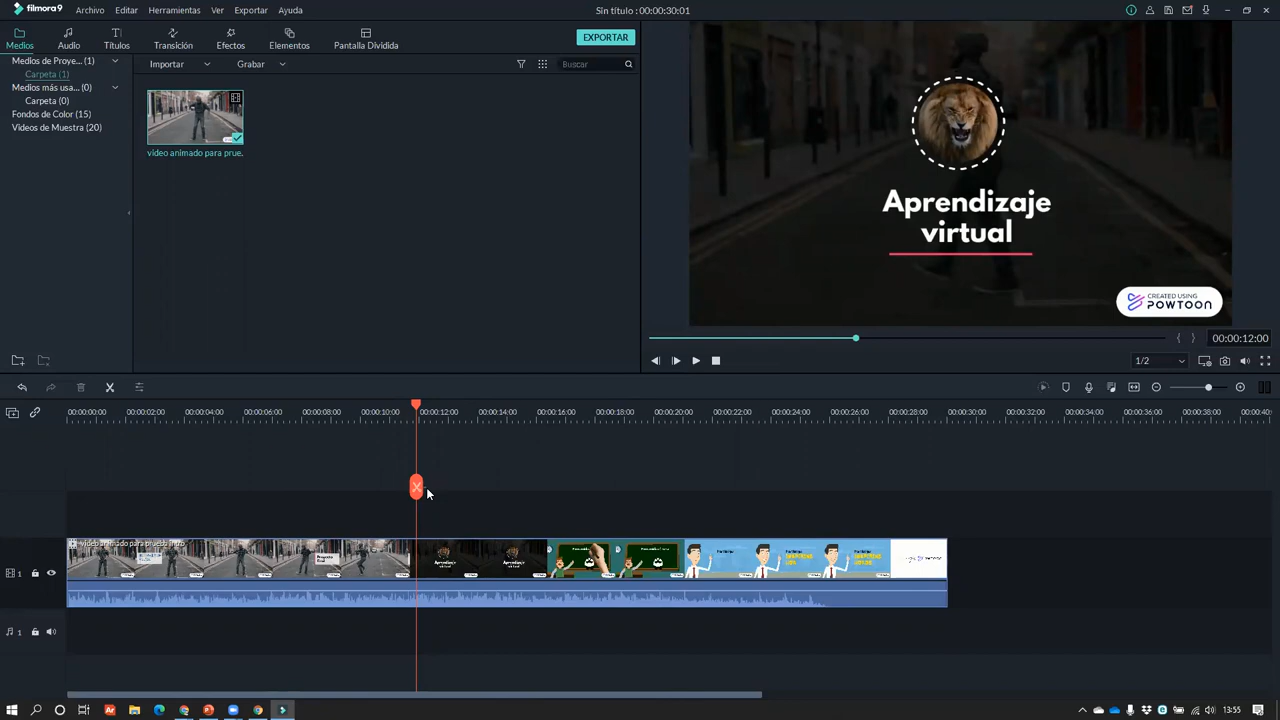 filmora9 Archivo Editar Herramientas Ver Exportar Ayuda Sin título : 00:00:30:01
Medios Audio Títulos Transición Efectos Elementos Pantalla Dividida EXPORTAR
Medios de Proye... (1)
Carpeta (1)
Medios más usa... (0)
Carpeta (0)
Fondos de Color (15)
Videos de Muestra (20)
Importar Grabar Buscar
video animado para prue.
Aprendizaje
virtual
CREATED USING
POWTOON
00:00:12:00
1/2
00:00:00:00 00:00:02:00 00:00:04:00 00:00:06:00 00:00:08:00 00:00:10:00 00:00:12:00 00:00:14:00 00:00:16:00 00:00:18:00 00:00:20:00 00:00:22:00 00:00:24:00 00:00:26:00 00:00:28:00 00:00:30:00 00:00:32:00 00:00:34:00 00:00:36:00 00:00:38:00 00:00:40:
video animado para prueba
1
1
13:55